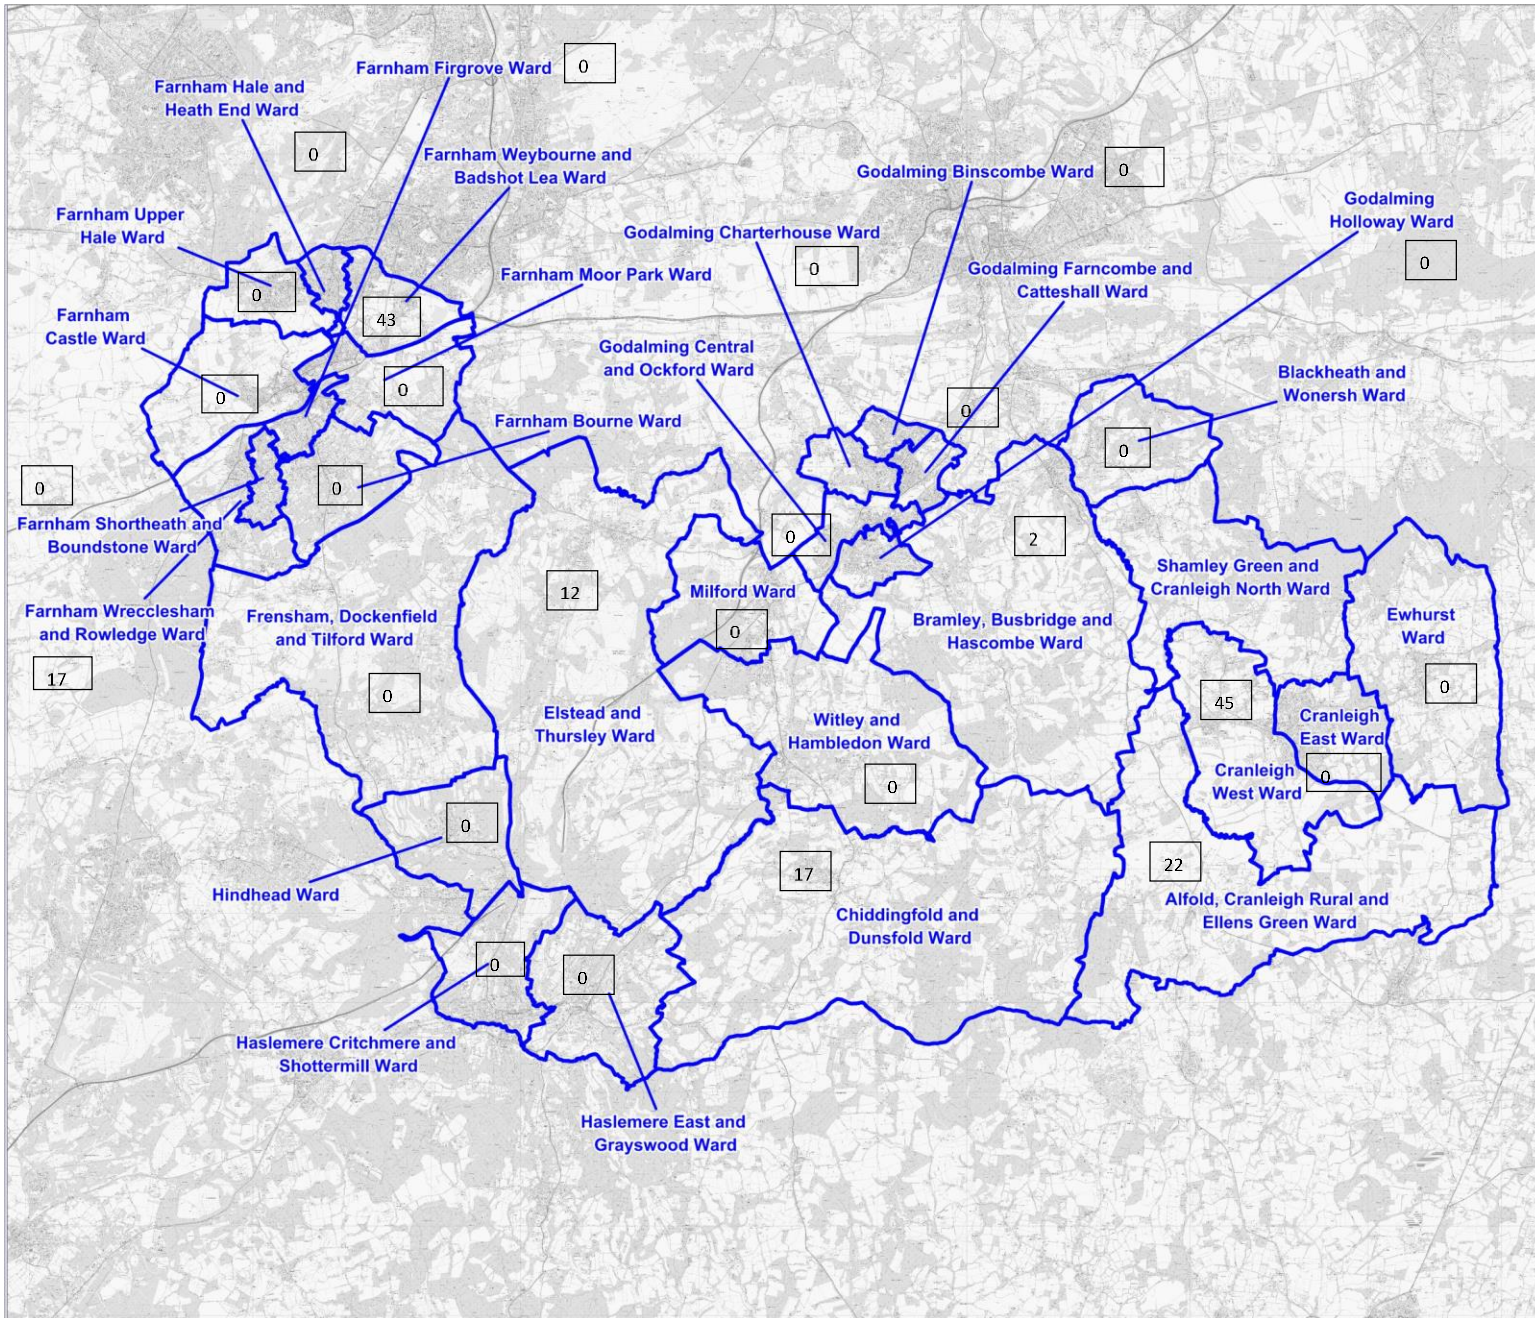 Farnham Firgrove Ward
0
Farnham Hale and
Heath End Ward
0
Farnham Weybourne and
Badshot Lea Ward
Godalming Binscombe Ward
0
Godalming
Holloway Ward
0
Farnham Upper
Hale Ward
0
Godalming Charterhouse Ward
0
Farnham Moor Park Ward
Godalming Farncombe and
Catteshall Ward
Farnham
Castle Ward
43
0
0
Godalming Central
and Ockford Ward
0
Blackheath and
Wonersh Ward
0
Farnham Bourne Ward
0
0
Farnham Shortheath and
Boundstone Ward
0
2
Farnham Wrecclesham
and Rowledge Ward
17
Frensham, Dockenfield
and Tilford Ward
0
12
Milford Ward
0
Bramley, Busbridge and
Hascombe Ward
Shamley Green and
Cranleigh North Ward
Ewhurst
Ward
0
45
Elstead and
Thursley Ward
Witley and
Hambledon Ward
0
Cranleigh
East Ward
0
Cranleigh
West Ward
0
Hindhead Ward
17
22
Chiddingfold and
Dunsfold Ward
Alfold, Cranleigh Rural and
Ellens Green Ward
0
0
Haslemere Critchmere and
Shottermill Ward
Haslemere East and
Grayswood Ward